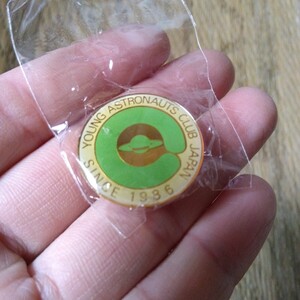 YOUNG ASTRONAUTS CLUB JAPAN
SINCE 1986